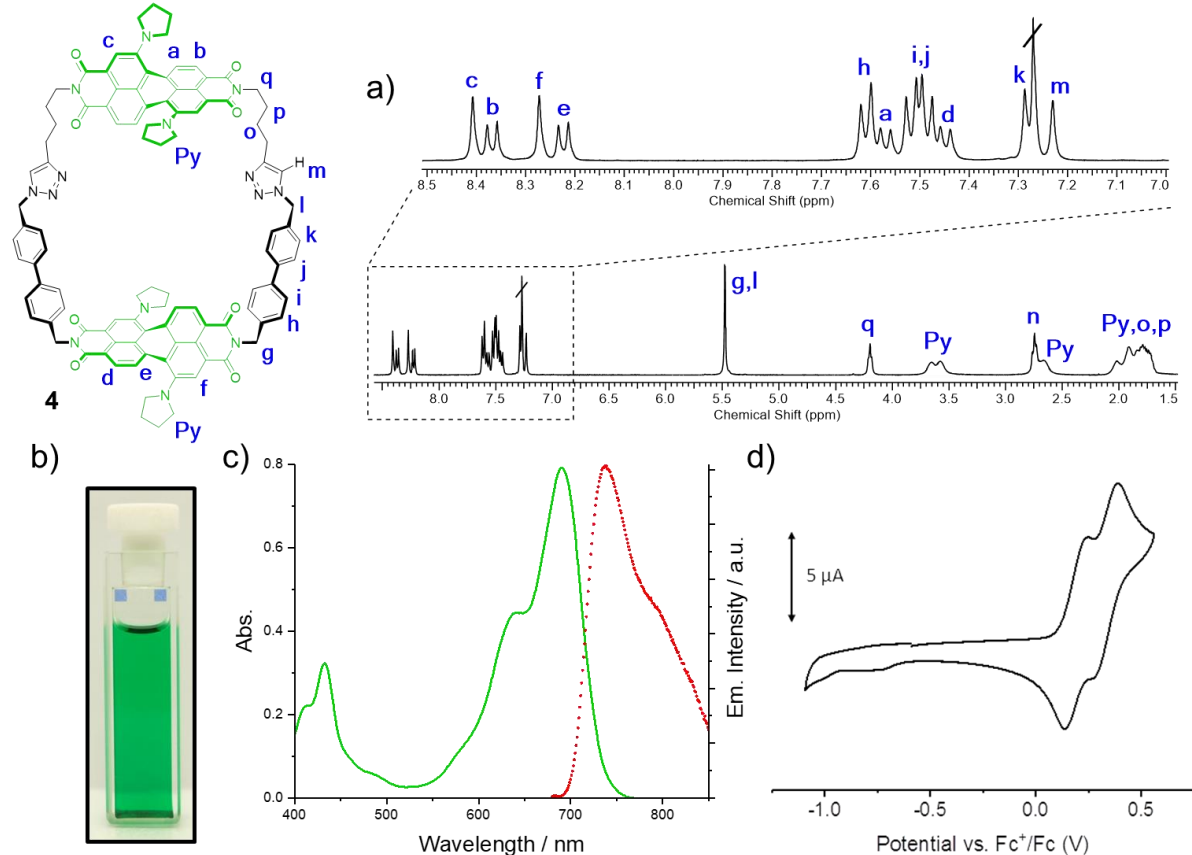 a)
c
a
b
N
O
O
N
N
O
O
N
q
p
o
Py
N
N
N
N
N
N
H
m
l
k
j
i
h
g
N
O
O
N
N
O
O
N
d
e
f
4
Py
c
b
f
e
h
a
i,j
d
k
m
8.5 8.4 8.3 8.2 8.1 8.0 7.9 7.8 7.7 7.6 7.5 7.4 7.3 7.2 7.1 7.0
Chemical Shift (ppm)
g,l
q
Py
n
Py
Py,o,p
8.0 7.5 7.0 6.5 6.0 5.5 5.0 4.5 4.0 3.5 3.0 2.5 2.0 1.5
Chemical Shift (ppm)
b)
c)
0.8
0.6
0.4
0.2
0.0
Abs.
400 500 600 700 800
Wavelength / nm
Em. Intensity / a.u.
d)
5 µA
-1.0 -0.5 0.0 0.5
Potential vs. Fc⁺/Fc (V)